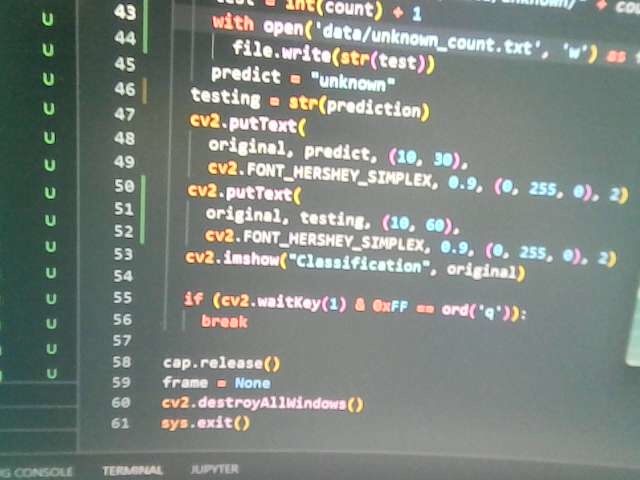 43 test = int(count) + 1
44 with open('data/unknown_count.txt', 'w') as
45 file.write(str(test))
46 predict = "unknown"
47 testing = str(prediction)
48 cv2.putText(
49 original, predict, (10, 30),
50 cv2.FONT_HERSHEY_SIMPLEX, 0.9, (0, 255, 0), 2)
51 cv2.putText(
52 original, testing, (10, 60),
53 cv2.FONT_HERSHEY_SIMPLEX, 0.9, (0, 255, 0), 2)
54 cv2.imshow("Classification", original)
55 if (cv2.waitKey(1) & 0xFF == ord('q')):
56 break
57
58 cap.release()
59 frame = None
60 cv2.destroyAllWindows()
61 sys.exit()
U
U
U
U
U
U
U
U
U
U
U
U
U
CONSOLE TERMINAL JUPYTER